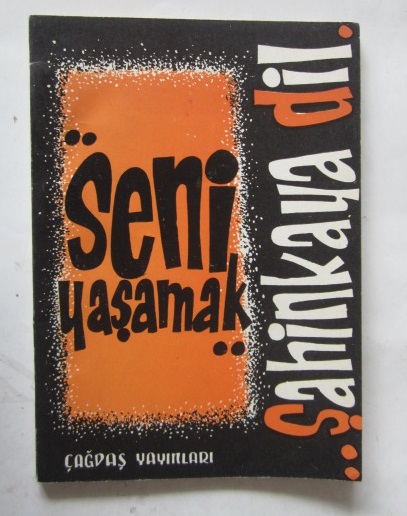 ..seni
yaşamak..
..şahinkaya dil.
ÇAĞDAŞ YAYINLARI